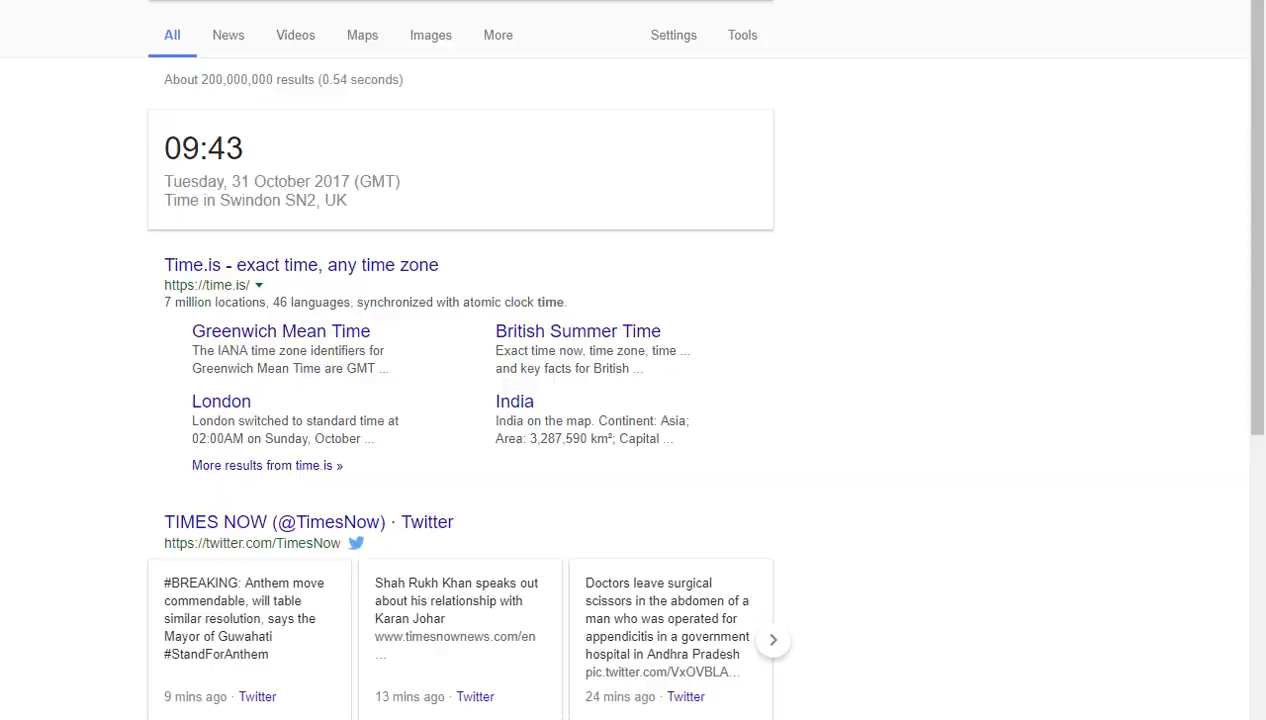 All News Videos Maps Images More Settings Tools
About 200,000,000 results (0.54 seconds)
09:43
Tuesday, 31 October 2017 (GMT)
Time in Swindon SN2, UK
Time.is - exact time, any time zone
https://time.is/
7 million locations, 46 languages, synchronized with atomic clock time.
Greenwich Mean Time
The IANA time zone identifiers for
Greenwich Mean Time are GMT ...
British Summer Time
Exact time now, time zone, time ...
and key facts for British ...
London
London switched to standard time at
02:00AM on Sunday, October ...
India
India on the map. Continent: Asia;
Area: 3,287,590 km²; Capital ...
More results from time.is »
TIMES NOW (@TimesNow) · Twitter
https://twitter.com/TimesNow
#BREAKING: Anthem move
commendable, will table
similar resolution, says the
Mayor of Guwahati
#StandForAnthem
9 mins ago · Twitter
Shah Rukh Khan speaks out
about his relationship with
Karan Johar
www.timesnownews.com/en
...
13 mins ago · Twitter
Doctors leave surgical
scissors in the abdomen of a
man who was operated for
appendicitis in a government
hospital in Andhra Pradesh
pic.twitter.com/VxOVBLA...
24 mins ago · Twitter